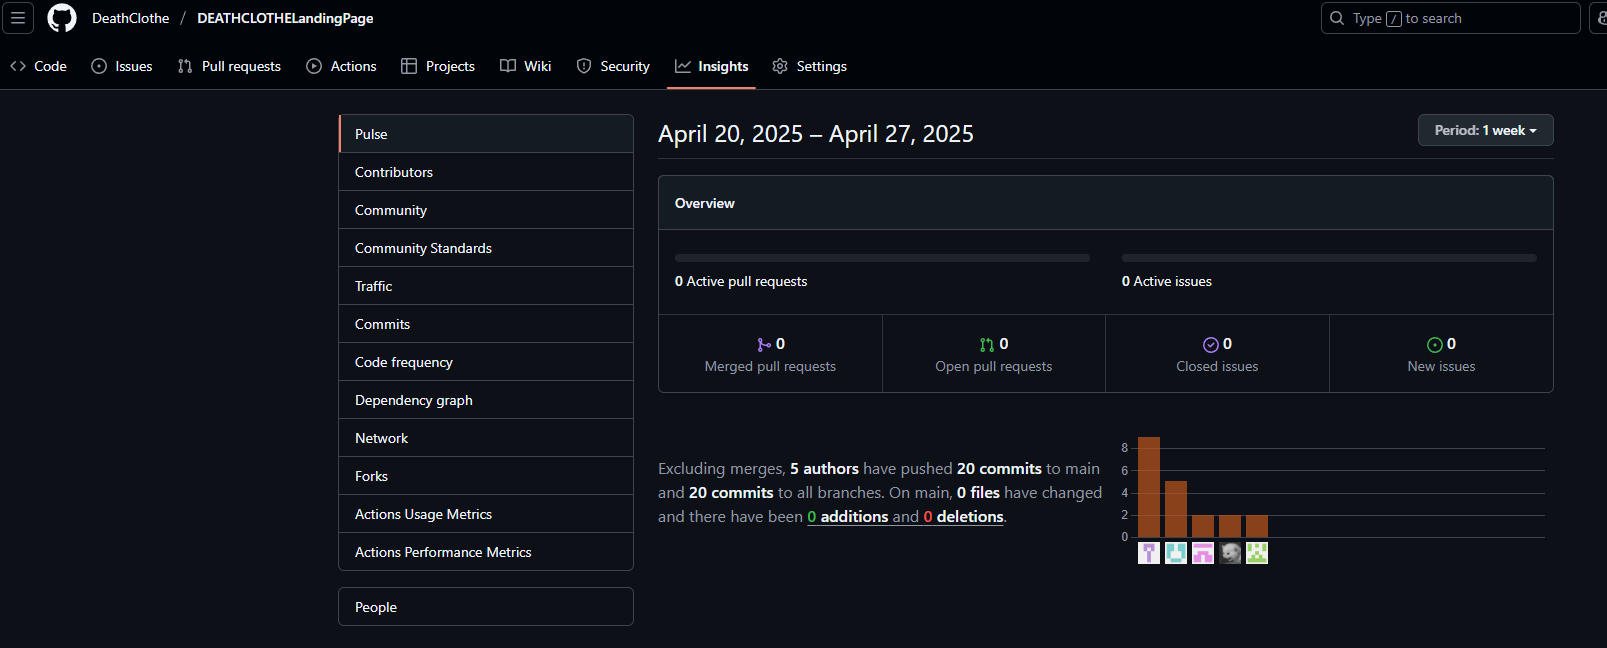 DeathClothe / DEATHCLOTHELandingPage
Type / to search
Code Issues Pull requests Actions Projects Wiki Security Insights Settings
Pulse
Contributors
Community
Community Standards
Traffic
Commits
Code frequency
Dependency graph
Network
Forks
Actions Usage Metrics
Actions Performance Metrics
People
April 20, 2025 – April 27, 2025
Period: 1 week
Overview
0 Active pull requests
0 Active issues
0
Merged pull requests
0
Open pull requests
0
Closed issues
0
New issues
Excluding merges, 5 authors have pushed 20 commits to main
and 20 commits to all branches. On main, 0 files have changed
and there have been 0 additions and 0 deletions.
8
6
4
2
0